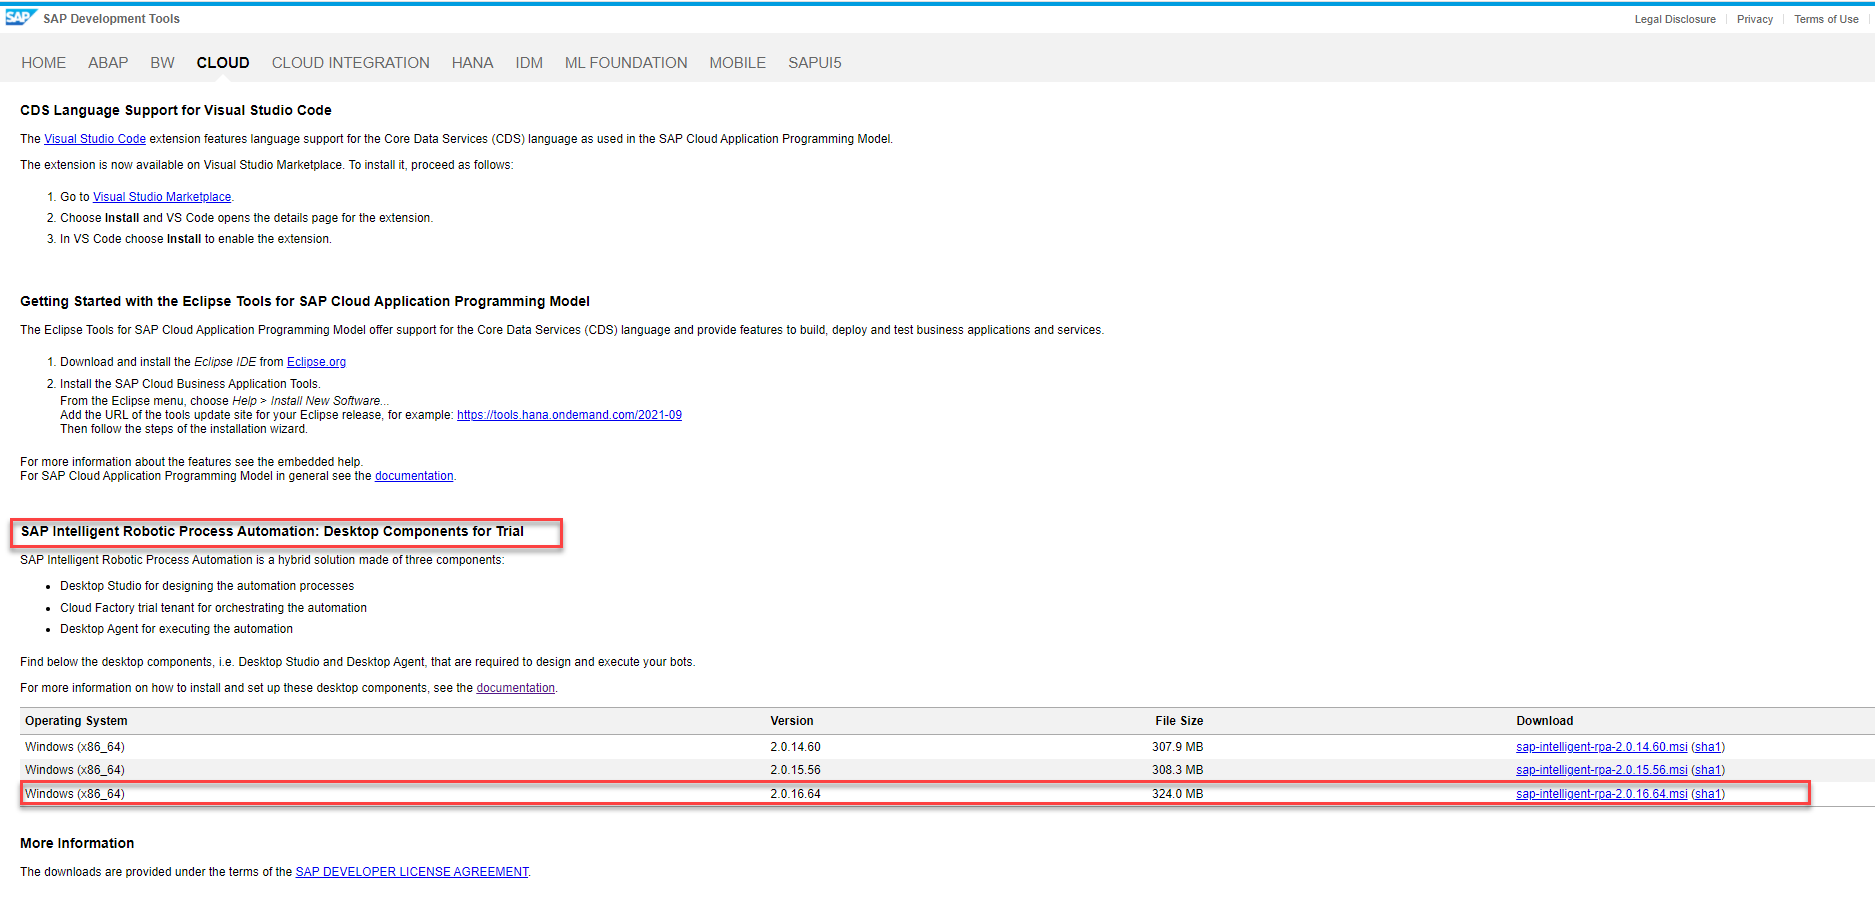 SAP SAP Development Tools
Legal Disclosure Privacy Terms of Use
HOME ABAP BW CLOUD CLOUD INTEGRATION HANA IDM ML FOUNDATION MOBILE SAPUI5
CDS Language Support for Visual Studio Code
The Visual Studio Code extension features language support for the Core Data Services (CDS) language as used in the SAP Cloud Application Programming Model.
The extension is now available on Visual Studio Marketplace. To install it, proceed as follows:
1. Go to Visual Studio Marketplace.
2. Choose Install and VS Code opens the details page for the extension.
3. In VS Code choose Install to enable the extension.
Getting Started with the Eclipse Tools for SAP Cloud Application Programming Model
The Eclipse Tools for SAP Cloud Application Programming Model offer support for the Core Data Services (CDS) language and provide features to build, deploy and test business applications and services.
1. Download and install the Eclipse IDE from Eclipse.org
2. Install the SAP Cloud Business Application Tools.
From the Eclipse menu, choose Help > Install New Software...
Add the URL of the tools update site for your Eclipse release, for example: https://tools.hana.ondemand.com/2021-09
Then follow the steps of the installation wizard.
For more information about the features see the embedded help.
For SAP Cloud Application Programming Model in general see the documentation.
SAP Intelligent Robotic Process Automation: Desktop Components for Trial
SAP Intelligent Robotic Process Automation is a hybrid solution made of three components:
• Desktop Studio for designing the automation processes
• Cloud Factory trial tenant for orchestrating the automation
• Desktop Agent for executing the automation
Find below the desktop components, i.e. Desktop Studio and Desktop Agent, that are required to design and execute your bots.
For more information on how to install and set up these desktop components, see the documentation.
Operating System Version File Size Download
Windows (x86_64) 2.0.14.60 307.9 MB sap-intelligent-rpa-2.0.14.60.msi (sha1)
Windows (x86_64) 2.0.15.56 308.3 MB sap-intelligent-rpa-2.0.15.56.msi (sha1)
Windows (x86_64) 2.0.16.64 324.0 MB sap-intelligent-rpa-2.0.16.64.msi (sha1)
More Information
The downloads are provided under the terms of the SAP DEVELOPER LICENSE AGREEMENT.